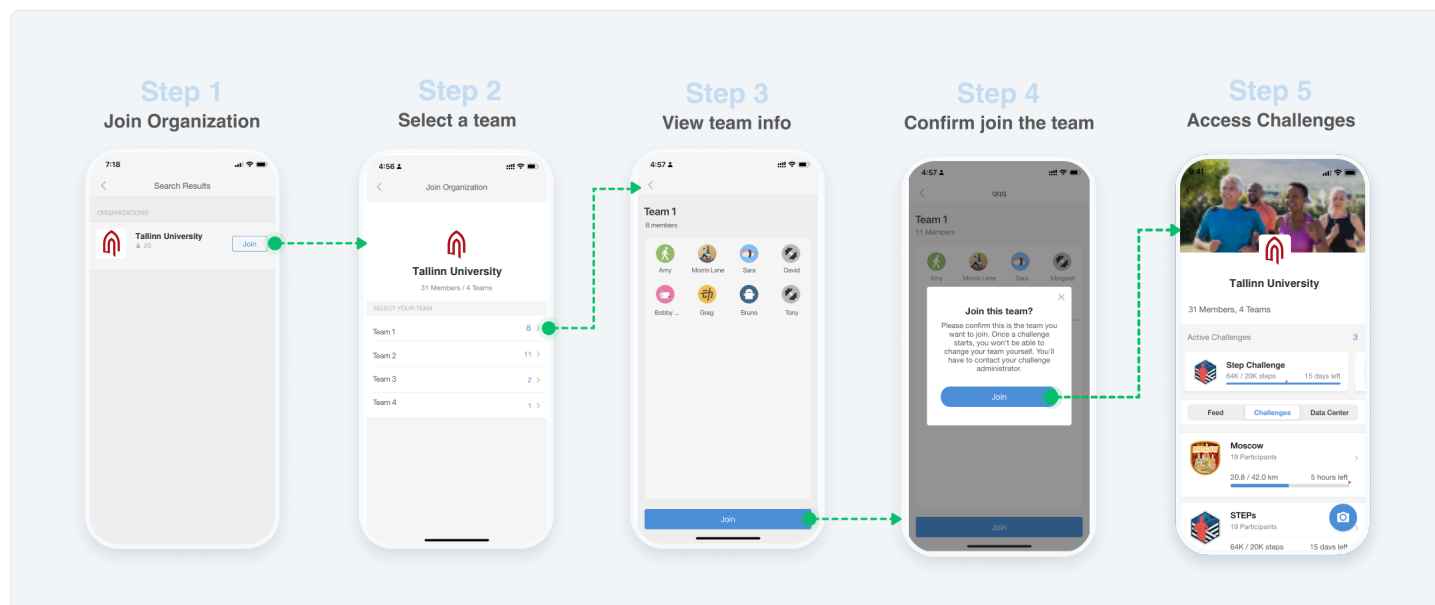 Step 1
Join Organization
7:18
Search Results
ORGANIZATIONS
Tallinn University
20
Join
Step 2
Select a team
4:56
Join Organization
Tallinn University
31 Members / 4 Teams
SELECT YOUR TEAM
Team 1 8
Team 2 11
Team 3 2
Team 4 1
Step 3
View team info
4:57
Team 1
8 members
Amy Morris Lane Sara David
Bobby ... Greg Bruno Tony
Join
Step 4
Confirm join the team
4:57
qqq
Team 1
11 Members
Amy Morris Lane Sara Margaret
Join this team?
Please confirm this is the team you
want to join. Once a challenge
starts, you won't be able to
change your team yourself. You'll
have to contact your challenge
administrator.
Join
Join
Step 5
Access Challenges
9:41
Tallinn University
31 Members, 4 Teams
Active Challenges 3
Step Challenge
64K / 20K steps 15 days left
Feed Challenges Data Center
Moscow
19 Participants
20.8 / 42.0 km 5 hours left
STEPs
19 Participants
64K / 20K steps 15 days left